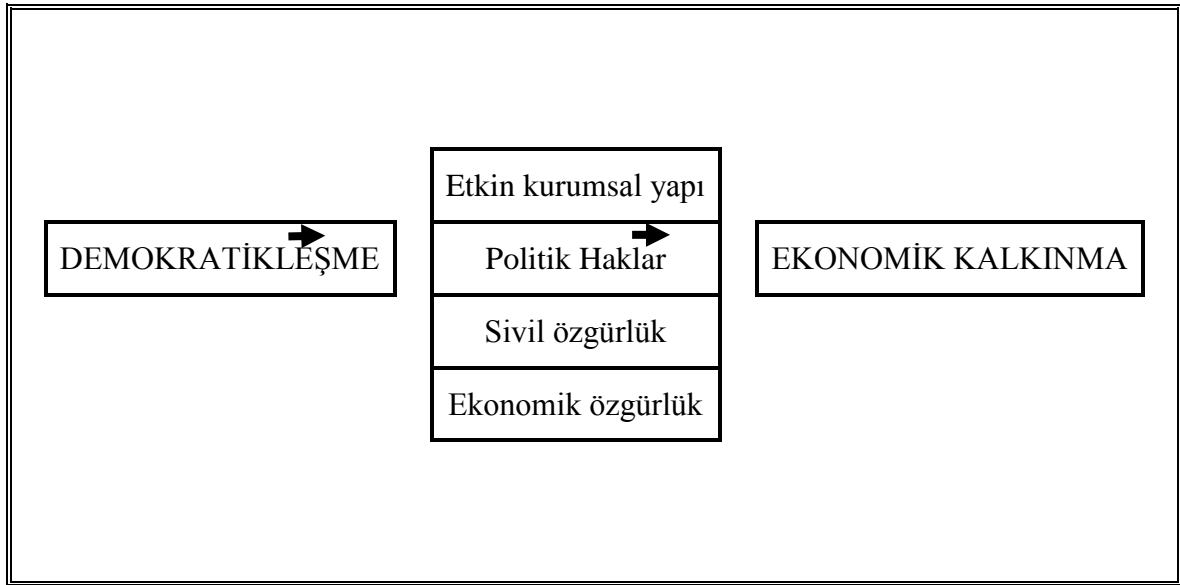 DEMOKRATİKLEŞME
Etkin kurumsal yapı
Politik Haklar
Sivil özgürlük
Ekonomik özgürlük
EKONOMİK KALKINMA